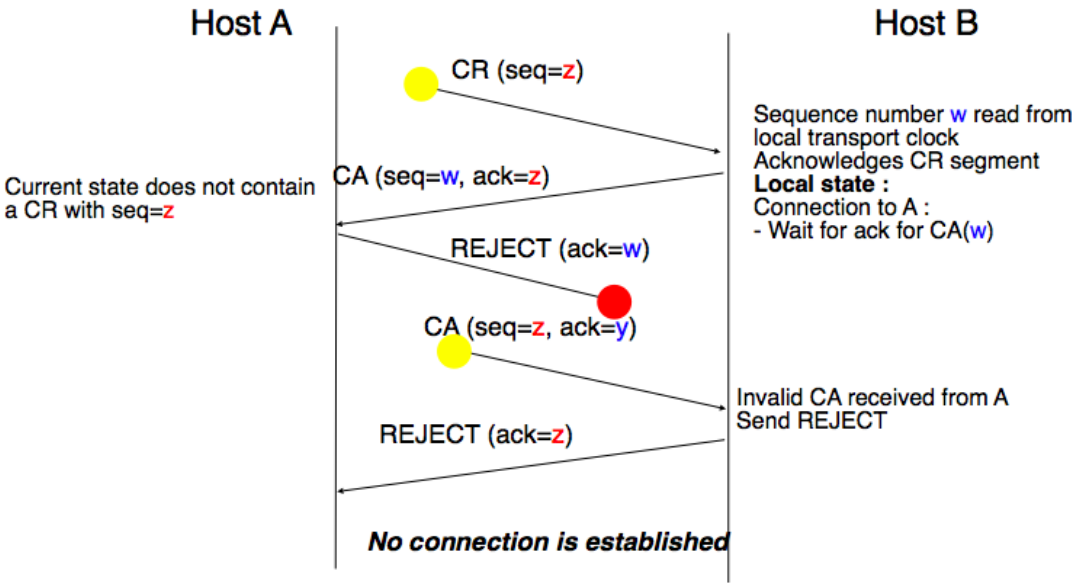 Host A
Host B
CR (seq=z)
Sequence number w read from
local transport clock
Acknowledges CR segment
Local state :
Connection to A :
- Wait for ack for CA(w)
CA (seq=w, ack=z)
Current state does not contain
a CR with seq=z
REJECT (ack=w)
CA (seq=z, ack=y)
Invalid CA received from A
Send REJECT
REJECT (ack=z)
No connection is established